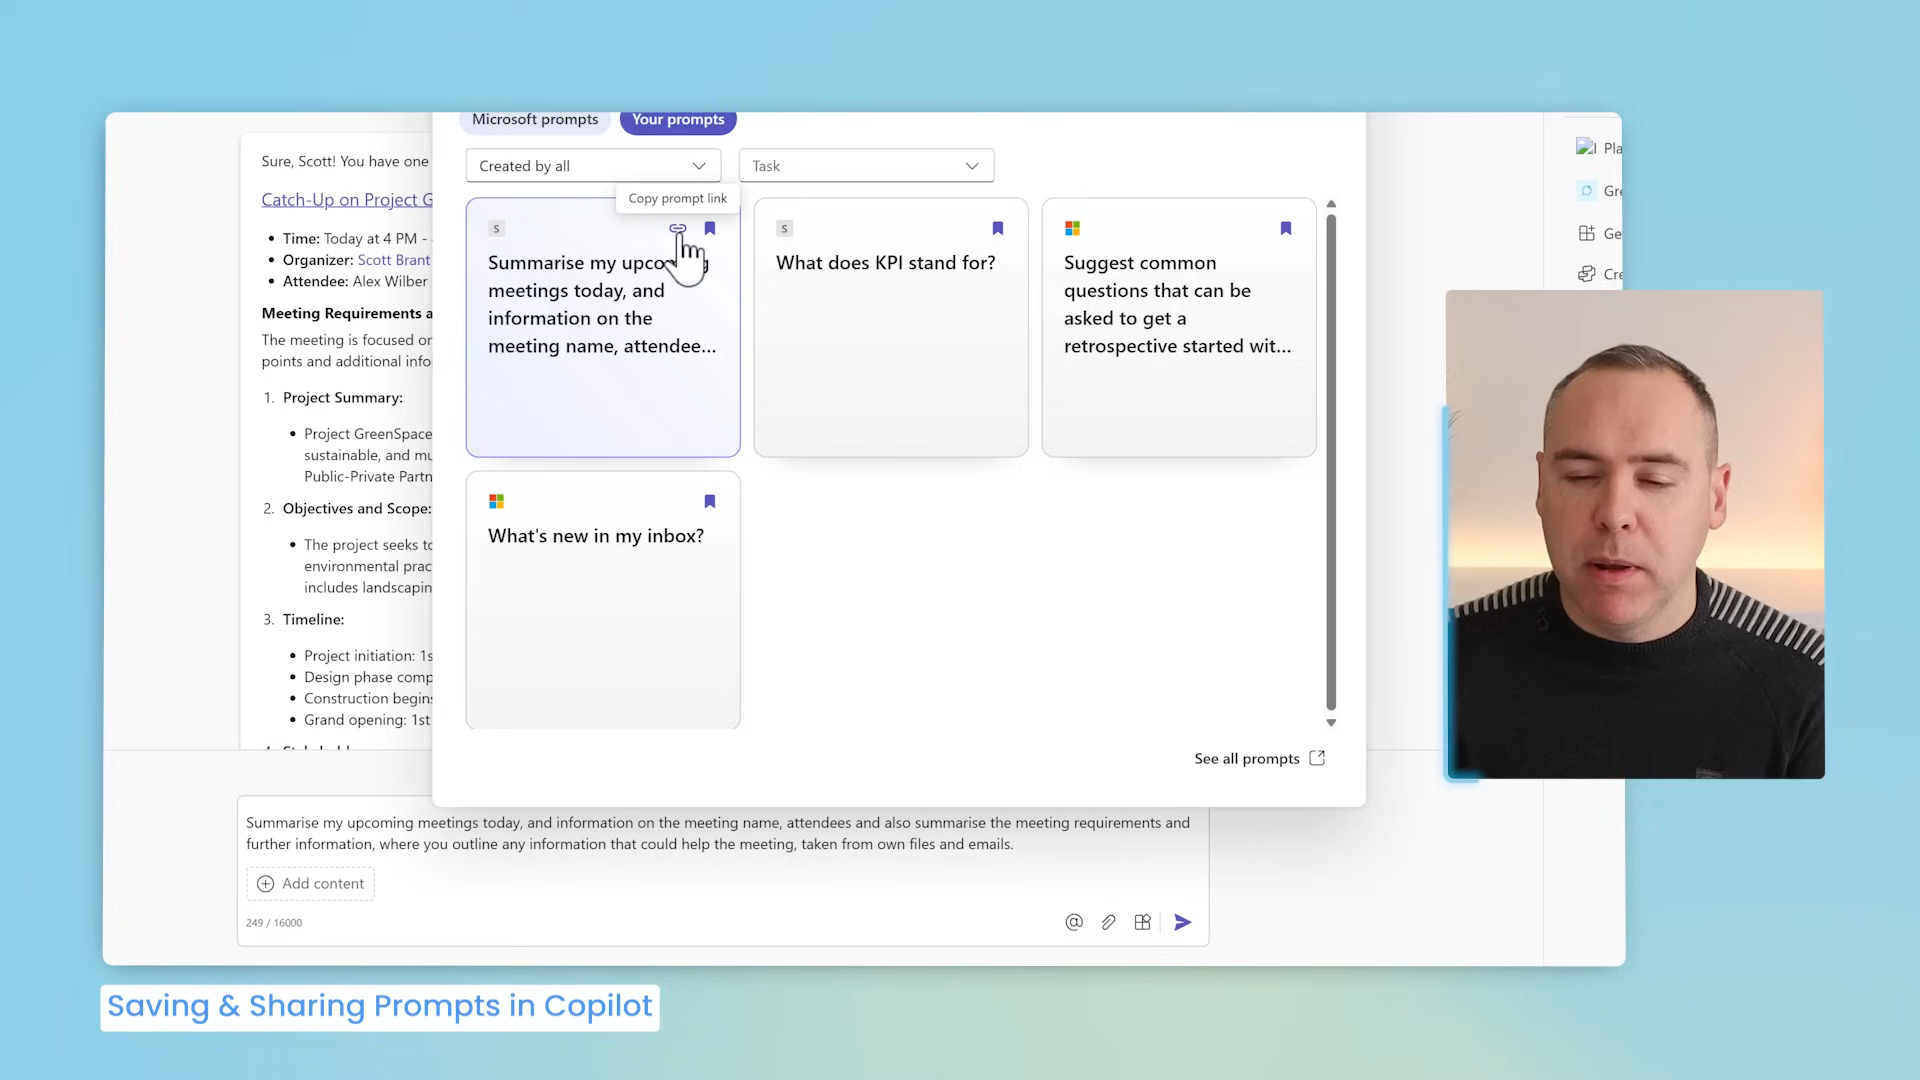 Microsoft prompts
Your prompts
Created by all
Task
Copy prompt link
S
Summarise my upcoming
meetings today, and
information on the
meeting name, attendee...
S
What does KPI stand for?
Suggest common
questions that can be
asked to get a
retrospective started wit...
What's new in my inbox?
See all prompts
Sure, Scott! You have one
Catch-Up on Project G
Time: Today at 4 PM -
Organizer: Scott Brant
Attendee: Alex Wilber
Meeting Requirements a
The meeting is focused on
points and additional info
1. Project Summary:
Project GreenSpace
sustainable, and mu
Public-Private Partn
2. Objectives and Scope:
The project seeks to
environmental prac
includes landscapin
3. Timeline:
Project initiation: 1s
Design phase comp
Construction begins
Grand opening: 1st
Pla
Gre
Ge
Cre
Summarise my upcoming meetings today, and information on the meeting name, attendees and also summarise the meeting requirements and
further information, where you outline any information that could help the meeting, taken from own files and emails.
Add content
249 / 16000
Saving & Sharing Prompts in Copilot